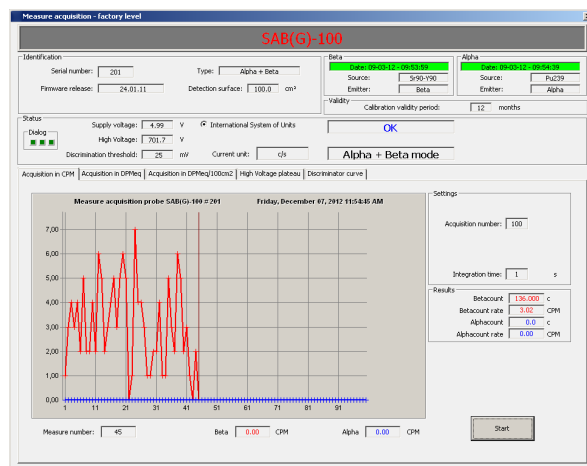 Measure acquisition - factory level
SAB(G)-100
Identification
Serial number: 201 Type: Alpha + Beta
Firmware release: 24.01.11 Detection surface: 100.0 cm²
Beta
Date: 09-03-12 - 09:53:59
Source: Sr90-Y90
Emitter: Beta
Alpha
Date: 09-03-12 - 09:54:39
Source: Pu239
Emitter: Alpha
Validity
Calibration validity period: 12 months
Status
Dialog
Supply voltage: 4.99 V
High Voltage: 701.7 V
Discrimination threshold: 25 mV
International System of Units
Current unit: c/s
OK
Alpha + Beta mode
Acquisition in CPM Acquisition in DPMeq Acquisition in DPMeq/100cm2 High Voltage plateau Discriminator curve
Measure acquisition probe SAB(G)-100 # 201 Friday, December 07, 2012 11:54:45 AM
7,00
6,00
5,00
4,00
3,00
2,00
1,00
0,00
1 11 21 31 41 51 61 71 81 91
Measure number: 45 Beta 0.00 CPM Alpha 0.00 CPM
Settings
Acquisition number: 100
Integration time: 1 s
Results
Betacount 136.000 c
Betacount rate 3.02 CPM
Alphacount 0.0 c
Alphacount rate 0.00 CPM
Start